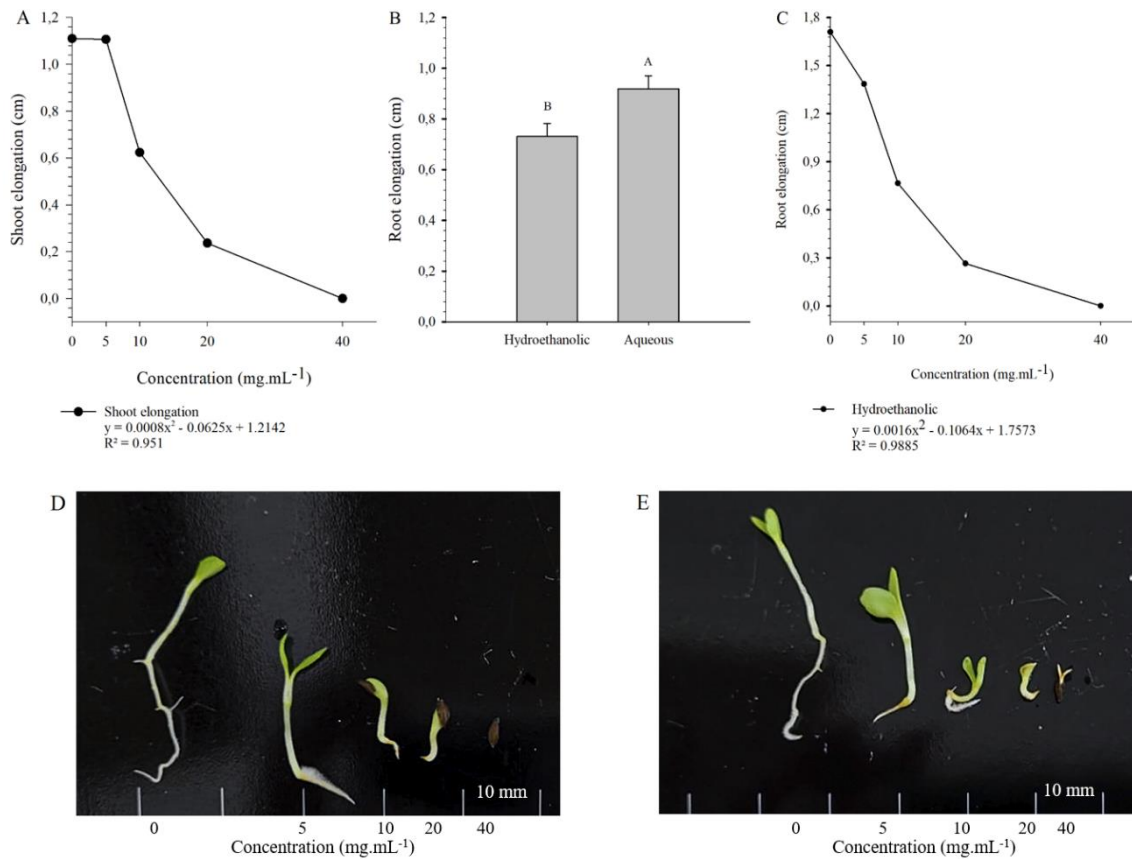 A
1,2
1,0
0,8
0,6
0,4
0,2
0,0
Shoot elongation (cm)
0 5 10 20 40
Concentration (mg.mL⁻¹)
Shoot elongation
y = 0.0008x² - 0.0625x + 1.2142
R² = 0.951
B
1,2
1,0
0,8
0,6
0,4
0,2
0,0
Root elongation (cm)
B
A
Hydroethanolic Aqueous
C
1,8
1,5
1,2
0,9
0,6
0,3
0,0
Root elongation (cm)
0 5 10 20 40
Concentration (mg.mL⁻¹)
Hydroethanolic
y = 0.0016x² - 0.1064x + 1.7573
R² = 0.9885
D
10 mm
0 5 10 20 40
Concentration (mg.mL⁻¹)
E
10 mm
0 5 10 20 40
Concentration (mg.mL⁻¹)